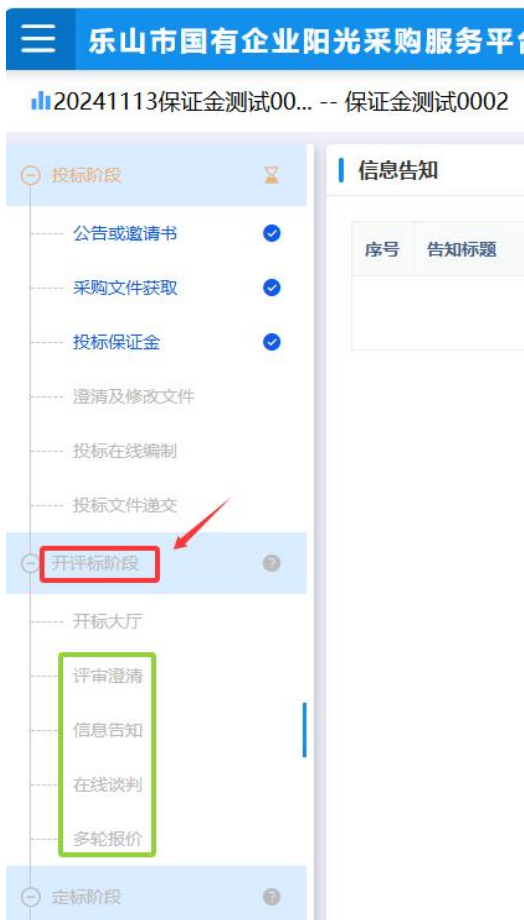 乐山市国有企业阳光采购服务平台
20241113保证金测试00... -- 保证金测试0002
投标阶段
信息告知
公告或邀请书
序号 告知标题
采购文件获取
投标保证金
澄清及修改文件
投标在线编制
投标文件递交
开评标阶段
开标大厅
评审澄清
信息告知
在线谈判
多轮报价
定标阶段